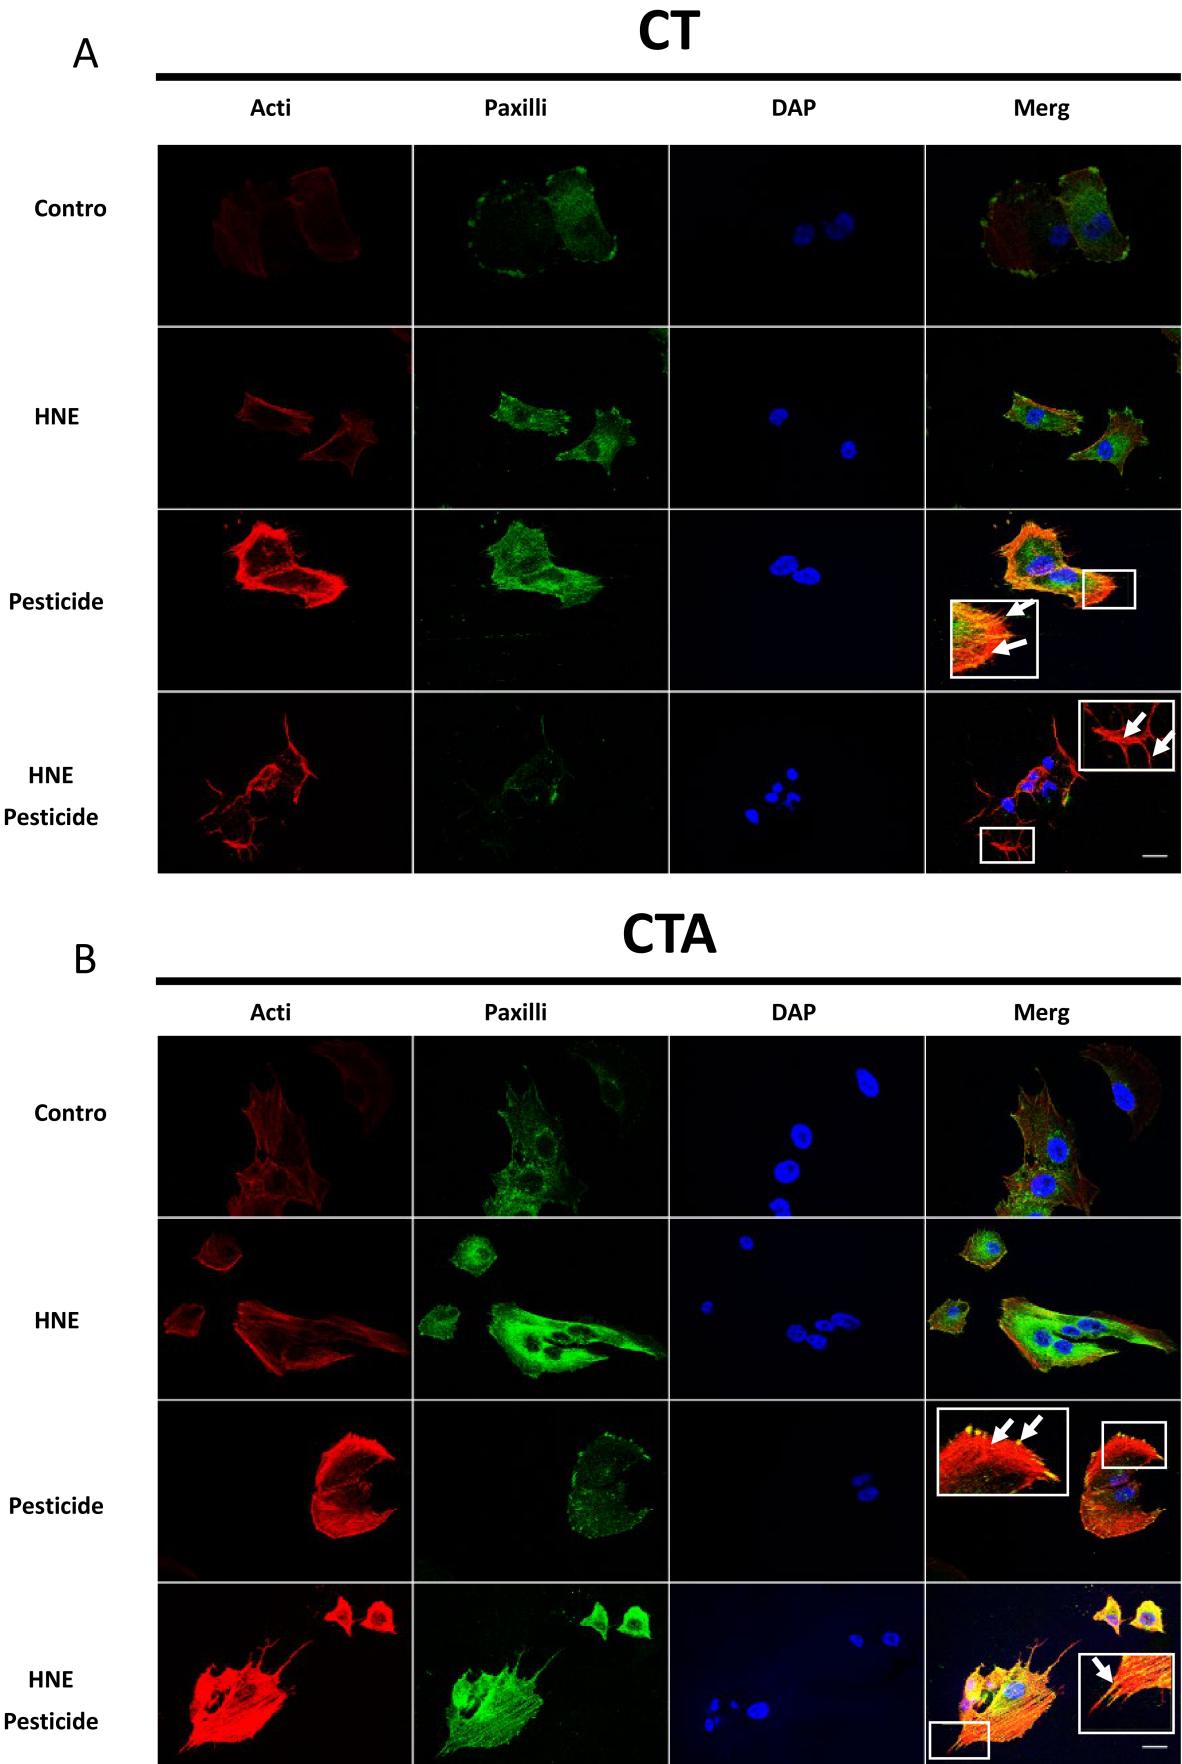 A
CT
Acti Paxilli DAP Merg
Contro
HNE
Pesticide
HNE
Pesticide
B
CTA
Acti Paxilli DAP Merg
Contro
HNE
Pesticide
HNE
Pesticide